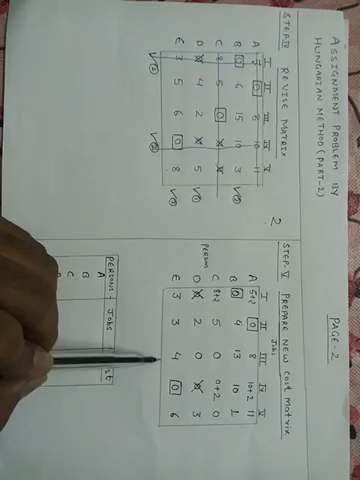 ASSIGNMENT PROBLEM BY
HUNGARIAN METHOD (PART-2)
PAGE-2
STEP IV REVISE MATRIX
I II III IV V
A 5 0 8 10 11
B 0 6 15 10 3 ✓
C 8 5 0 0 0
D 0 4 2 0 5 ✓
E 3 5 6 0 8 ✓
✓ ✓
2
STEP V PREPARE NEW COST MATRIX
Jobs
I II III IV V
A 5+2 0 8 10+2 11
B 0 4 13 10 1
C 8+2 5 0 0+2 0
D 0 2 0 0 3
E 3 3 4 0 6
PERSONS
PERSONS Jobs
A
B
C